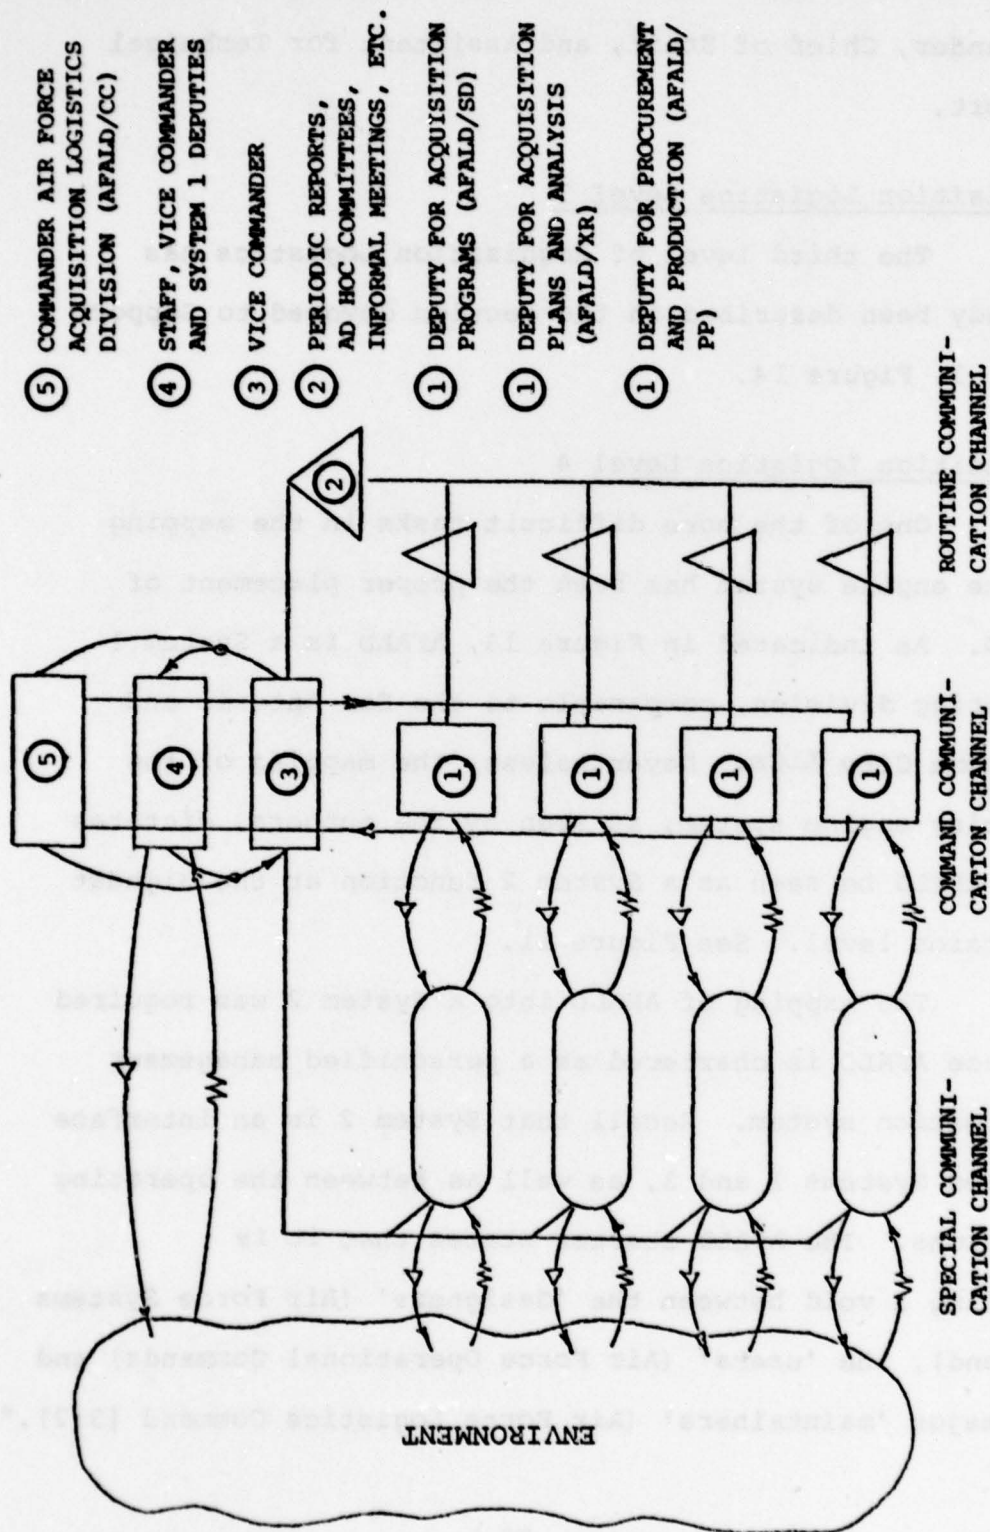 ⑤ COMMANDER AIR FORCE
ACQUISITION LOGISTICS
DIVISION (AFALD/CC)
④ STAFF, VICE COMMANDER
AND SYSTEM 1 DEPUTIES
③ VICE COMMANDER
② PERIODIC REPORTS,
AD HOC COMMITTEES,
INFORMAL MEETINGS, ETC.
① DEPUTY FOR ACQUISITION
PROGRAMS (AFALD/SD)
① DEPUTY FOR ACQUISITION
PLANS AND ANALYSIS
(AFALD/XR)
① DEPUTY FOR PROCUREMENT
AND PRODUCTION (AFALD/
PP)
⑤
④
③
②
①
①
①
①
ENVIRONMENT
SPECIAL COMMUNI-
CATION CHANNEL
COMMAND COMMUNI-
CATION CHANNEL
ROUTINE COMMUNI-
CATION CHANNEL